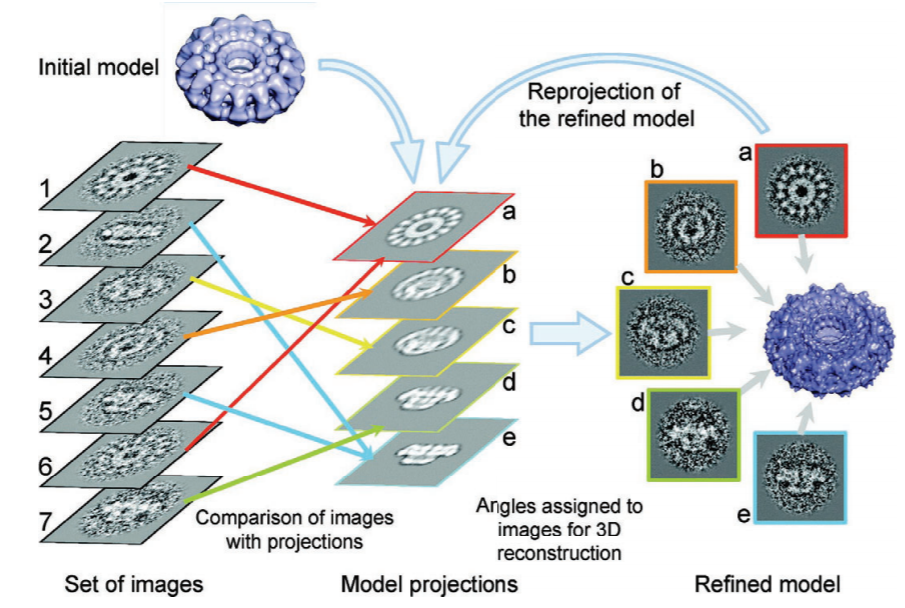 Initial model
Reprojection of
the refined model
1
2
3
4
5
6
7
a
b
c
d
e
a
b
c
d
e
Comparison of images
with projections
Angles assigned to
images for 3D
reconstruction
Set of images
Model projections
Refined model